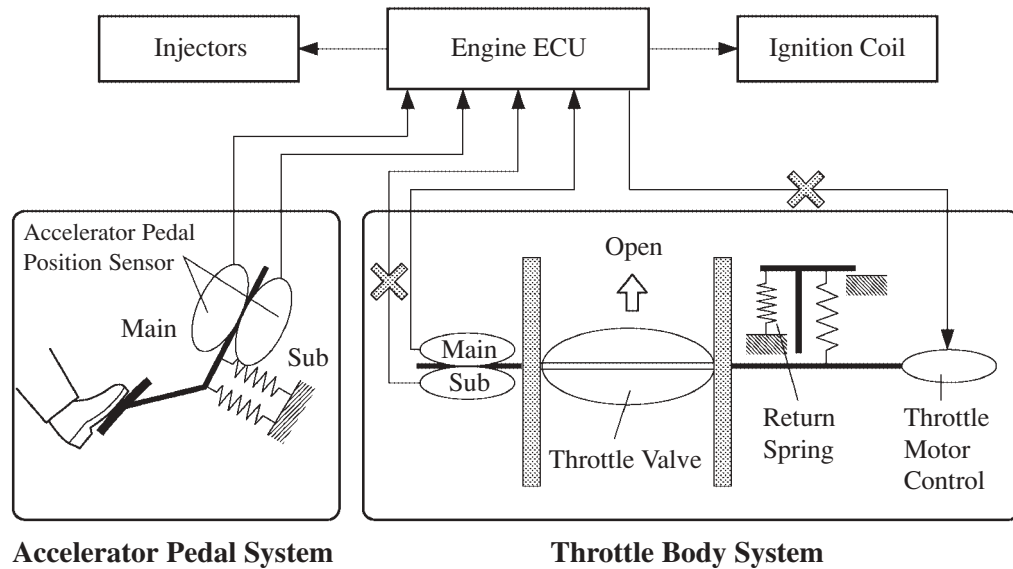 Injectors
Engine ECU
Ignition Coil
Accelerator Pedal
Position Sensor
Main
Sub
Open
Main
Sub
Throttle Valve
Return
Spring
Throttle
Motor
Control
Accelerator Pedal System
Throttle Body System